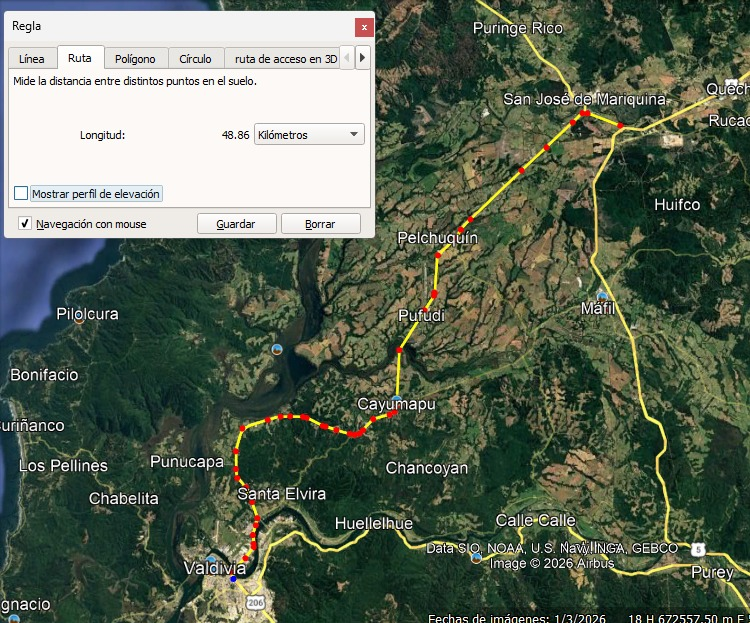 Regla
x
Línea
Ruta
Polígono
Círculo
ruta de acceso en 3D
Mide la distancia entre distintos puntos en el suelo.
Longitud:
48.86
Kilómetros
Mostrar perfil de elevación
Navegación con mouse
Guardar
Borrar
Puringe Rico
San José de Mariquina
Quech
Rucac
Huifco
Pelchuquín
Máfil
Pufudi
Pilolcura
Bonifacio
Curiñanco
Cayumapu
Los Pellines
Punucapa
Chancoyan
Chabelita
Santa Elvira
Huellelhue
Calle Calle
Data SIO, NOAA, U.S. Navy, NGA, GEBCO
Image © 2026 Airbus
5
Purey
Valdivia
206
gnacio
Fechas de imágenes: 1/3/2026
18 H 672557.50 m E